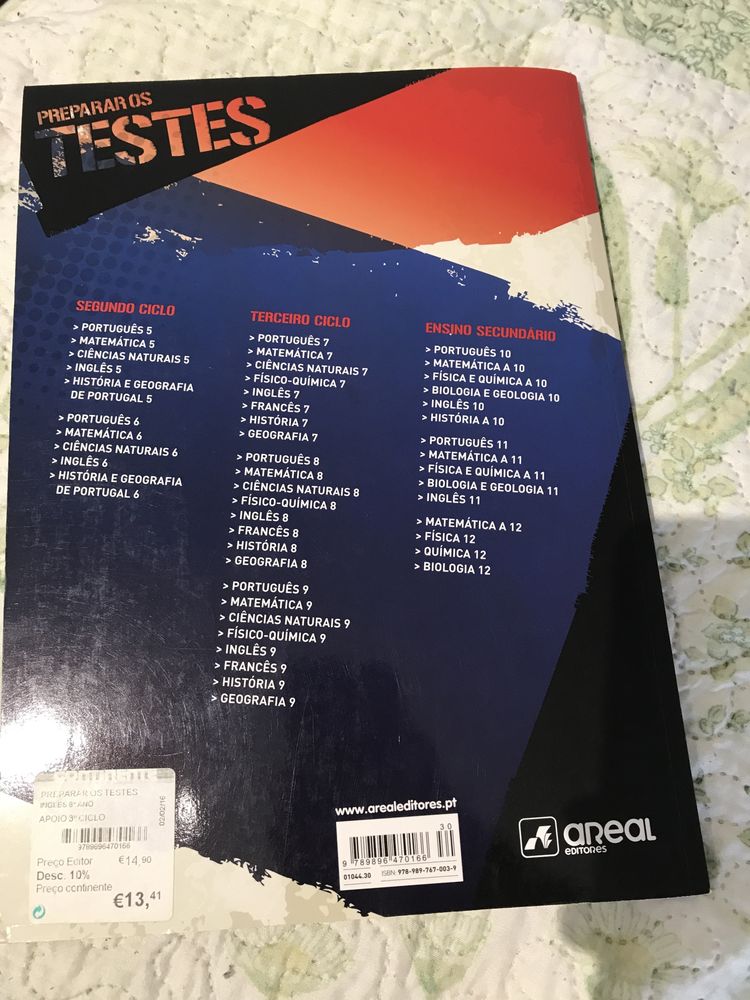 PREPARAR OS
TESTES
SEGUNDO CICLO
> PORTUGUÊS 5
> MATEMÁTICA 5
> CIÊNCIAS NATURAIS 5
> INGLÊS 5
> HISTÓRIA E GEOGRAFIA
DE PORTUGAL 5
> PORTUGUÊS 6
> MATEMÁTICA 6
> CIÊNCIAS NATURAIS 6
> INGLÊS 6
> HISTÓRIA E GEOGRAFIA
DE PORTUGAL 6
TERCEIRO CICLO
> PORTUGUÊS 7
> MATEMÁTICA 7
> CIÊNCIAS NATURAIS 7
> FÍSICO-QUÍMICA 7
> INGLÊS 7
> FRANCÊS 7
> HISTÓRIA 7
> GEOGRAFIA 7
> PORTUGUÊS 8
> MATEMÁTICA 8
> CIÊNCIAS NATURAIS 8
> FÍSICO-QUÍMICA 8
> INGLÊS 8
> FRANCÊS 8
> HISTÓRIA 8
> GEOGRAFIA 8
> PORTUGUÊS 9
> MATEMÁTICA 9
> CIÊNCIAS NATURAIS 9
> FÍSICO-QUÍMICA 9
> INGLÊS 9
> FRANCÊS 9
> HISTÓRIA 9
> GEOGRAFIA 9
ENSINO SECUNDÁRIO
> PORTUGUÊS 10
> MATEMÁTICA A 10
> FÍSICA E QUÍMICA A 10
> BIOLOGIA E GEOLOGIA 10
> INGLÊS 10
> HISTÓRIA A 10
> PORTUGUÊS 11
> MATEMÁTICA A 11
> FÍSICA E QUÍMICA A 11
> BIOLOGIA E GEOLOGIA 11
> INGLÊS 11
> MATEMÁTICA A 12
> FÍSICA 12
> QUÍMICA 12
> BIOLOGIA 12
CONTINENTE
PREPARAR OS TESTES
INGLÊS 8º ANO
APOIO 3º CICLO
02/02/16
9789896470166
Preço Editor €14,90
Desc. 10%
Preço continente
€13,41
www.arealeditores.pt
30
9 789896 470166
01044.30 ISBN: 978-989-767-003-9
areal
EDITORES